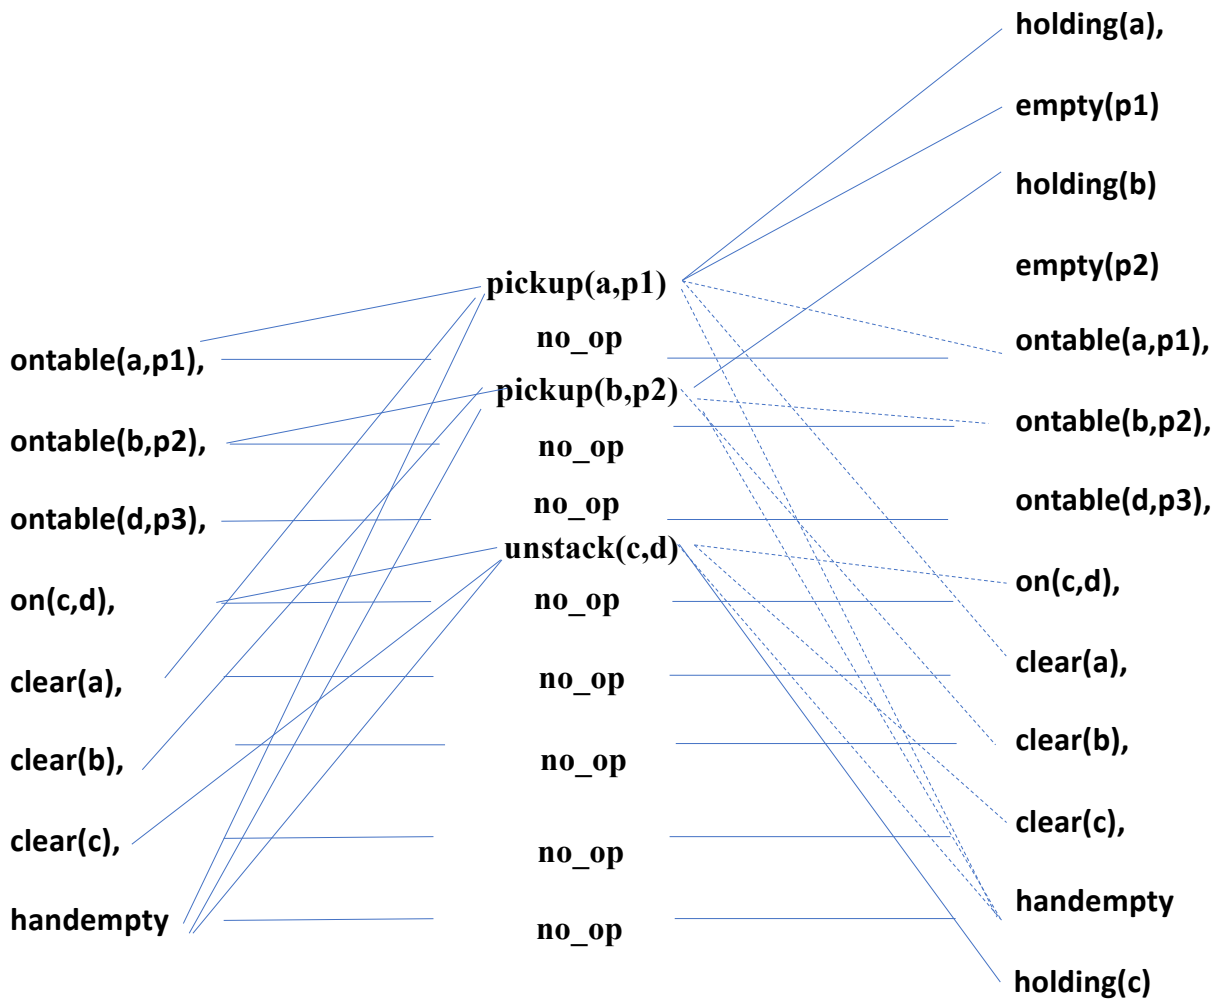 ontable(a,p1),
ontable(b,p2),
ontable(d,p3),
on(c,d),
clear(a),
clear(b),
clear(c),
handempty
pickup(a,p1)
no_op
pickup(b,p2)
no_op
no_op
unstack(c,d)
no_op
no_op
no_op
no_op
no_op
holding(a),
empty(p1)
holding(b)
empty(p2)
ontable(a,p1),
ontable(b,p2),
ontable(d,p3),
on(c,d),
clear(a),
clear(b),
clear(c),
handempty
holding(c)